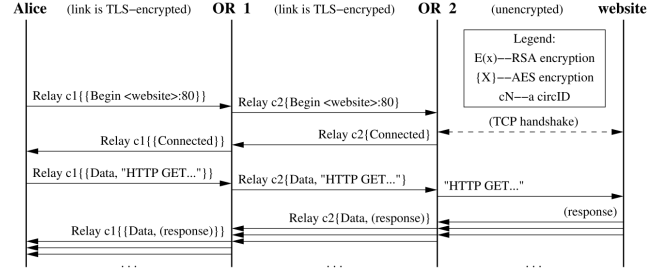 Alice (link is TLS−encrypted) OR 1 (link is TLS−encryped) OR 2 (unencrypted) website
Legend:
E(x)−−RSA encryption
{X}−−AES encryption
cN−−a circID
Relay c1{{Begin <website>:80}}
Relay c2{Begin <website>:80}
(TCP handshake)
Relay c2{Connected}
Relay c1{{Connected}}
Relay c1{{Data, "HTTP GET..."}}
Relay c2{Data, "HTTP GET..."}
"HTTP GET..."
(response)
Relay c2{Data, (response)}
Relay c1{{Data, (response)}}
. . . . . . . . .